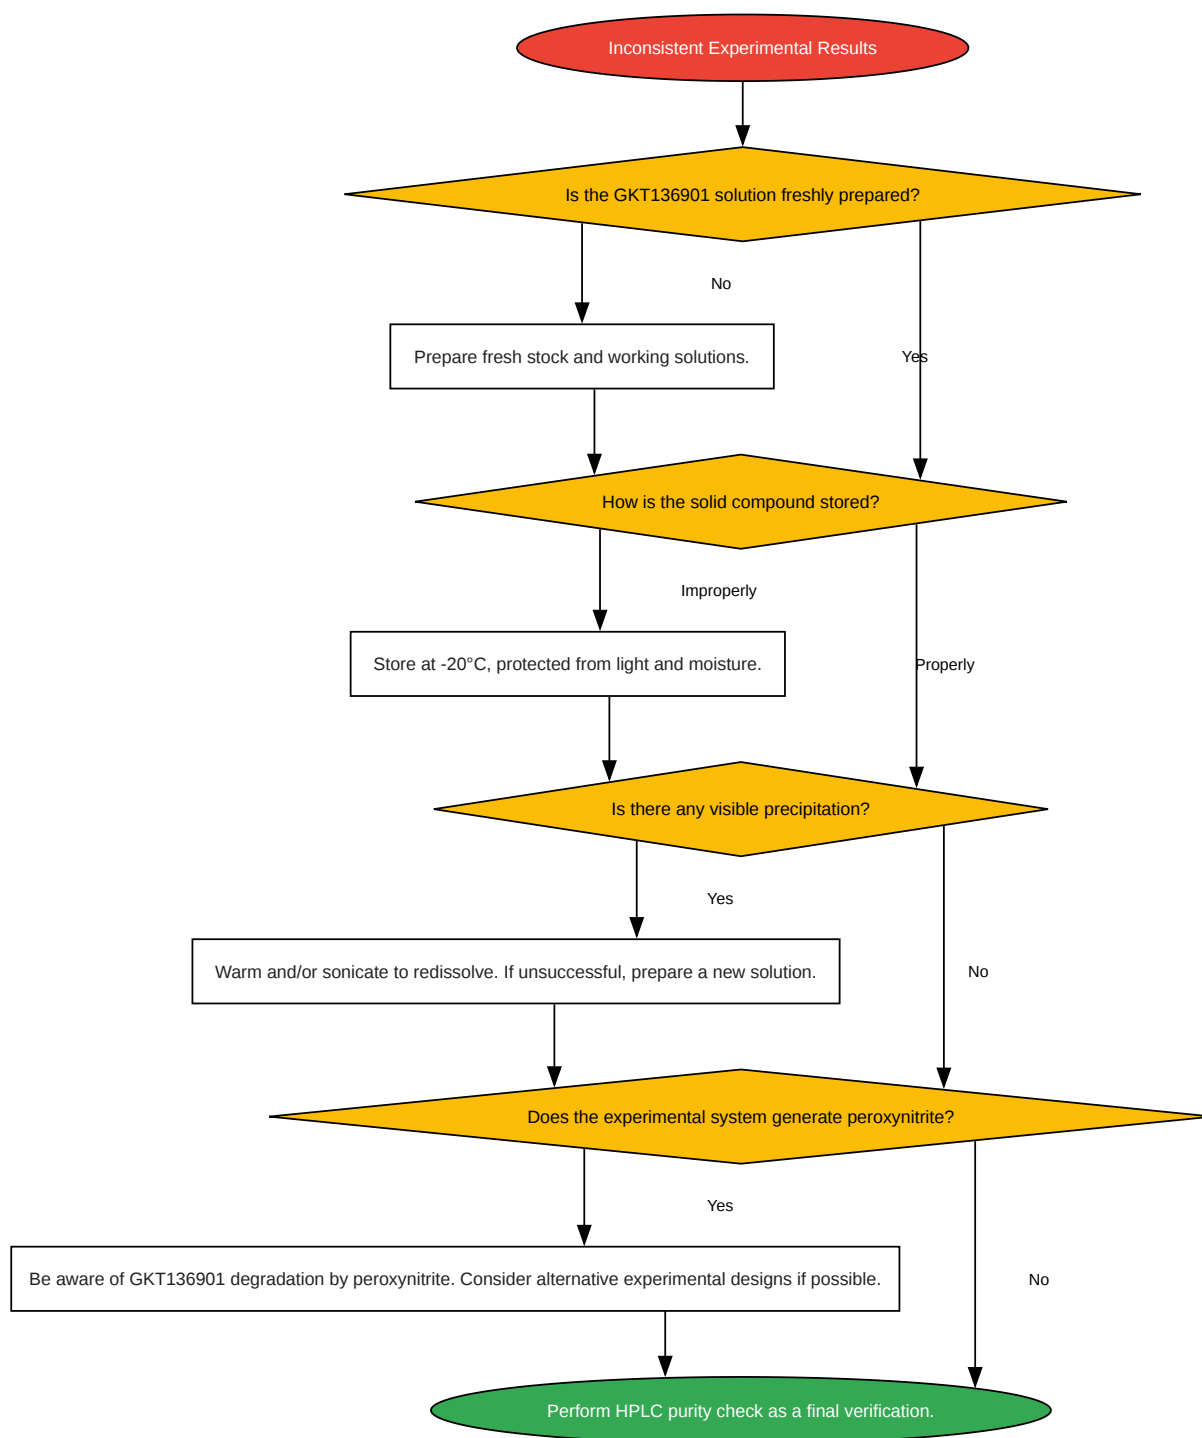 Inconsistent Experimental Results
Is the GKT136901 solution freshly prepared?
No
Prepare fresh stock and working solutions.
Yes
How is the solid compound stored?
Improperly
Store at -20°C, protected from light and moisture.
Properly
Is there any visible precipitation?
Yes
Warm and/or sonicate to redissolve. If unsuccessful, prepare a new solution.
No
Does the experimental system generate peroxynitrite?
Yes
Be aware of GKT136901 degradation by peroxynitrite. Consider alternative experimental designs if possible.
No
Perform HPLC purity check as a final verification.